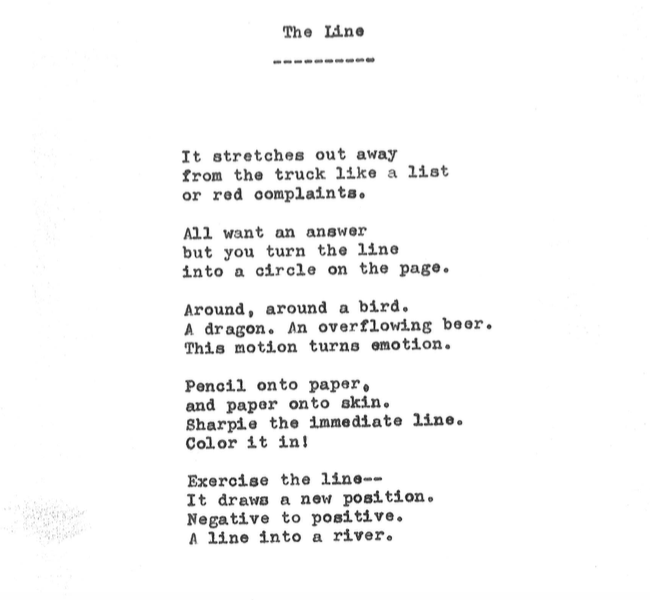 The Line
----------
It stretches out away
from the truck like a list
or red complaints.
All want an answer
but you turn the line
into a circle on the page.
Around, around a bird.
A dragon. An overflowing beer.
This motion turns emotion.
Pencil onto paper,
and paper onto skin.
Sharpie the immediate line.
Color it in!
Exercise the line--
It draws a new position.
Negative to positive.
A line into a river.